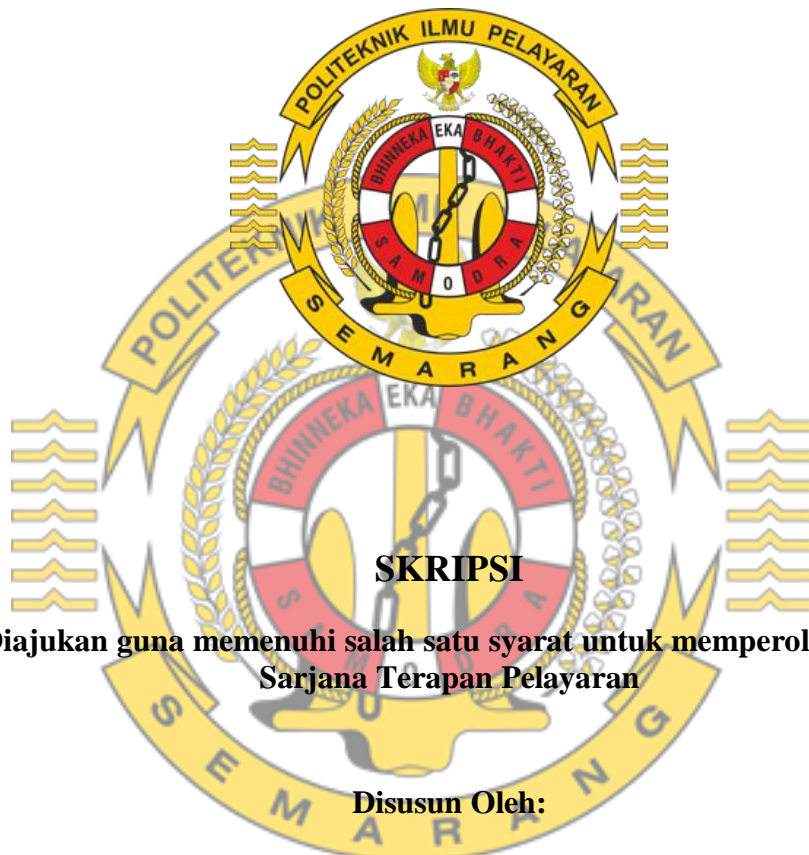 POLITEKNIK ILMU PELAYARAN
BHINNEKA EKA BHAKTI
SAMODRA
SEMARANG
SKRIPSI
Diajukan guna memenuhi salah satu syarat untuk memperol
Sarjana Terapan Pelayaran
Disusun Oleh: